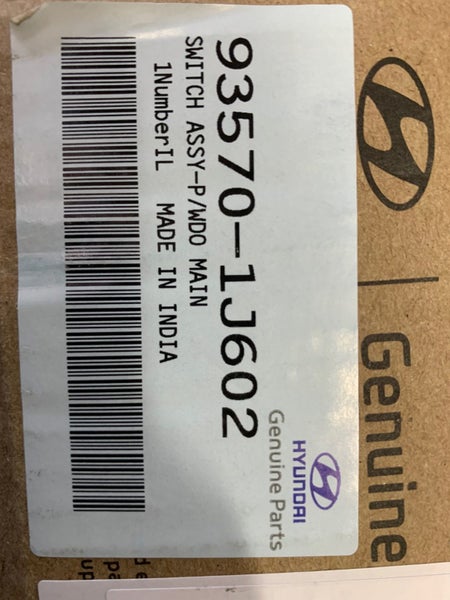 Genuine
HYUNDAI
Genuine Parts
93570-1J602
SWITCH ASSY-P/WDO MAIN
1NumberIL MADE IN INDIA